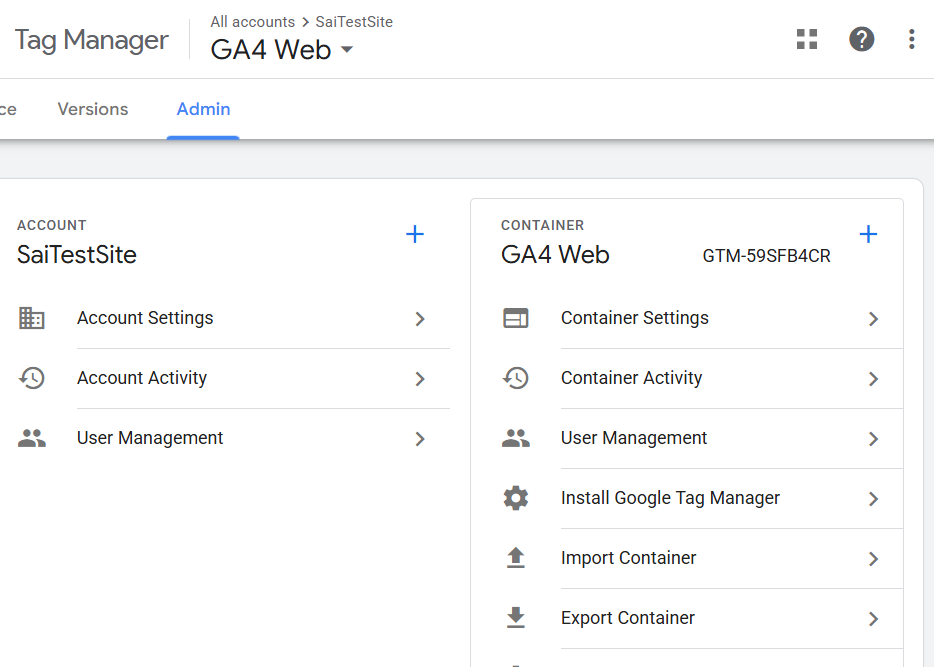 Tag Manager
All accounts > SaiTestSite
GA4 Web
ce Versions Admin
ACCOUNT
SaiTestSite
Account Settings
Account Activity
User Management
CONTAINER
GA4 Web GTM-59SFB4CR
Container Settings
Container Activity
User Management
Install Google Tag Manager
Import Container
Export Container